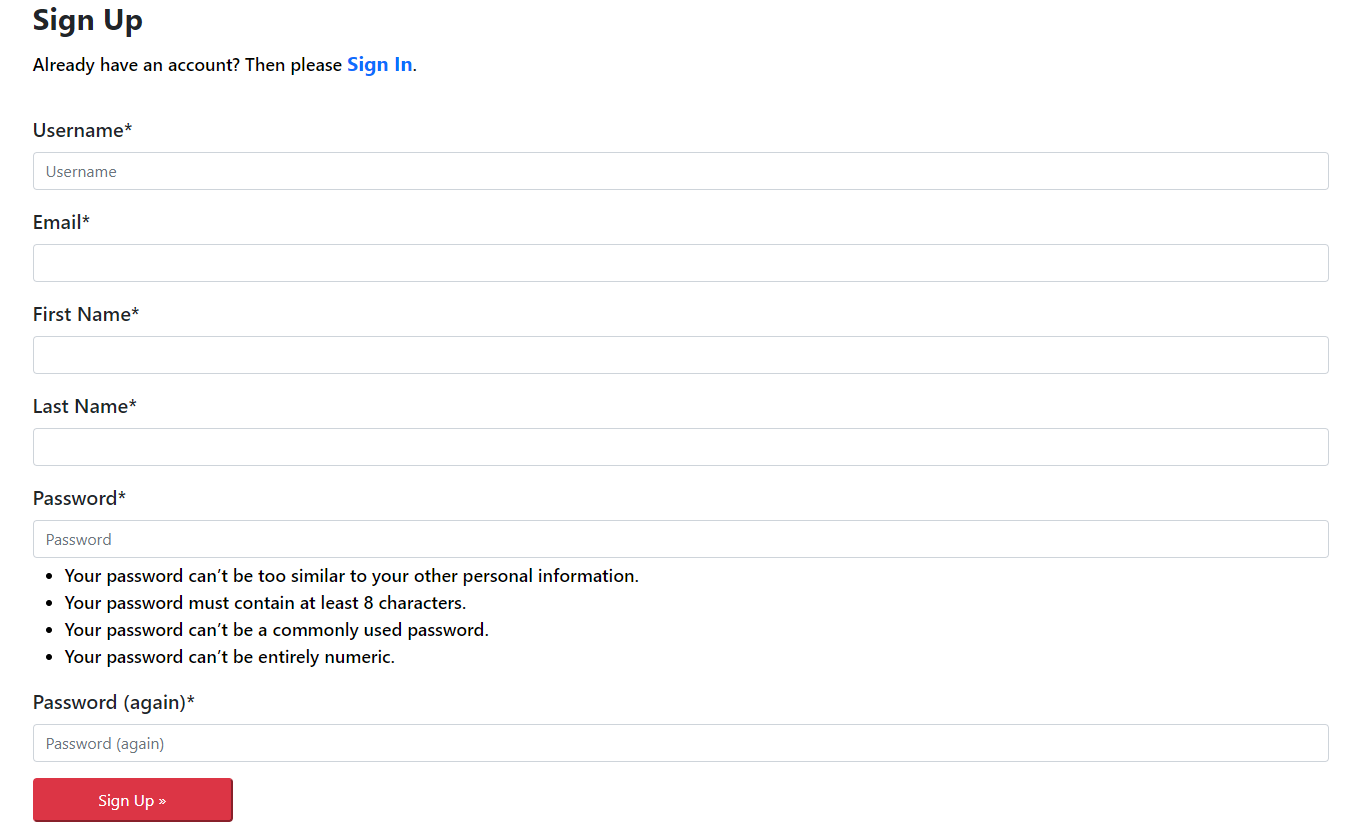 Sign Up
Already have an account? Then please Sign In.
Username*
Username
Email*
First Name*
Last Name*
Password*
Password
• Your password can’t be too similar to your other personal information.
• Your password must contain at least 8 characters.
• Your password can’t be a commonly used password.
• Your password can’t be entirely numeric.
Password (again)*
Password (again)
Sign Up »